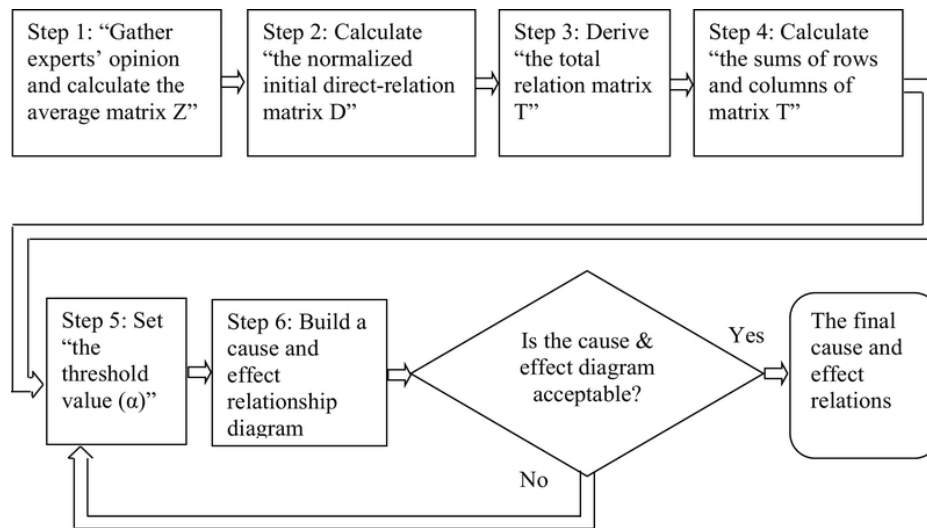 Step 1: “Gather
experts’ opinion
and calculate the
average matrix Z”
Step 2: Calculate
“the normalized
initial direct-relation
matrix D”
Step 3: Derive
“the total
relation matrix
T”
Step 4: Calculate
“the sums of rows
and columns of
matrix T”
Step 5: Set
“the
threshold
value (α)”
Step 6: Build a
cause and
effect
relationship
diagram
Is the cause &
effect diagram
acceptable?
Yes
No
The final
cause and
effect
relations